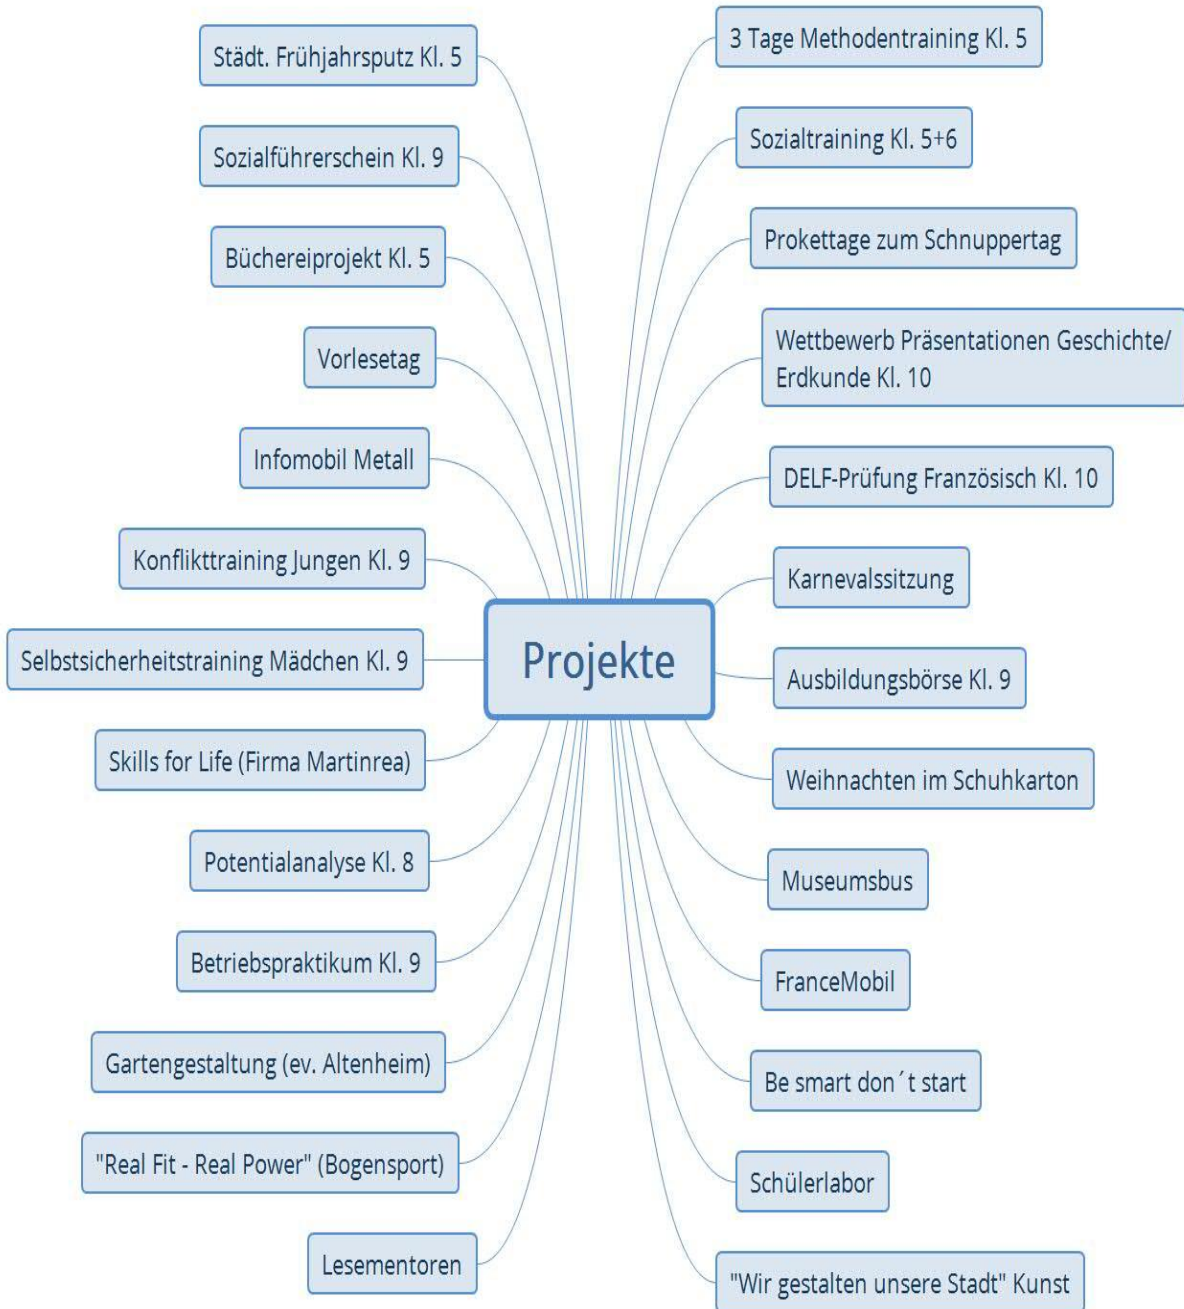 Projekte
3 Tage Methodentraining Kl. 5
Sozialtraining Kl. 5+6
Prokettage zum Schnuppertag
Wettbewerb Präsentationen Geschichte/
Erdkunde Kl. 10
DELF-Prüfung Französisch Kl. 10
Karnevalssitzung
Ausbildungsbörse Kl. 9
Weihnachten im Schuhkarton
Museumsbus
FranceMobil
Be smart don´t start
Schülerlabor
"Wir gestalten unsere Stadt" Kunst
Städt. Frühjahrsputz Kl. 5
Sozialführerschein Kl. 9
Büchereiprojekt Kl. 5
Vorlesetag
Infomobil Metall
Konflikttraining Jungen Kl. 9
Selbstsicherheitstraining Mädchen Kl. 9
Skills for Life (Firma Martinrea)
Potentialanalyse Kl. 8
Betriebspraktikum Kl. 9
Gartengestaltung (ev. Altenheim)
"Real Fit - Real Power" (Bogensport)
Lesementoren